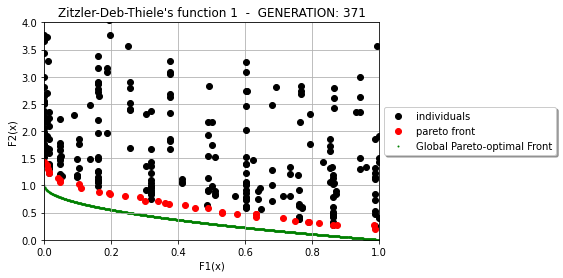 Zitzler-Deb-Thiele's function 1 - GENERATION: 371
4.0
3.5
3.0
2.5
2.0
1.5
1.0
0.5
0.0
F2(x)
0.0 0.2 0.4 0.6 0.8 1.0
F1(x)
individuals
pareto front
Global Pareto-optimal Front